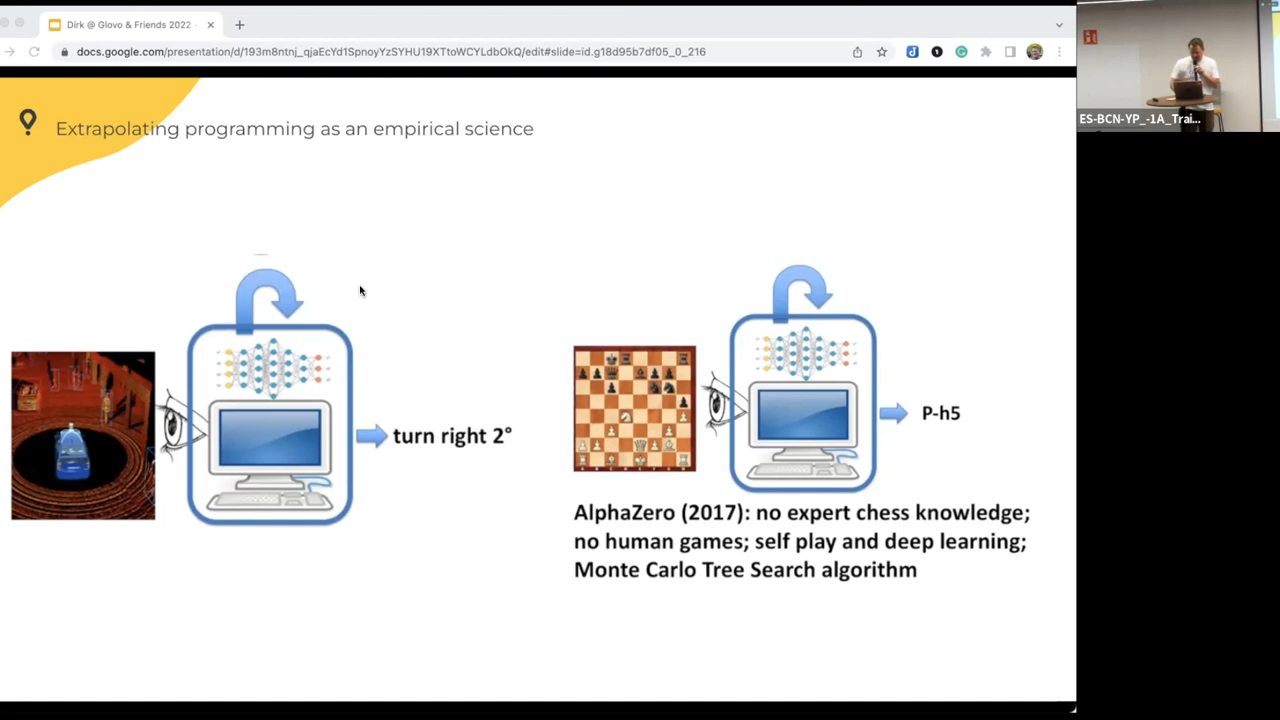 Dirk @ Glovo & Friends 2022
docs.google.com/presentation/d/193m8ntnj_qjaEcYd1SpnoyYzSYHU19XTtoWCYLdbOkQ/edit#slide=id.g18d95b7df05_0_216
ES-BCN-YP_-1A_Trai...
Extrapolating programming as an empirical science
turn right 2°
P-h5
AlphaZero (2017): no expert chess knowledge;
no human games; self play and deep learning;
Monte Carlo Tree Search algorithm